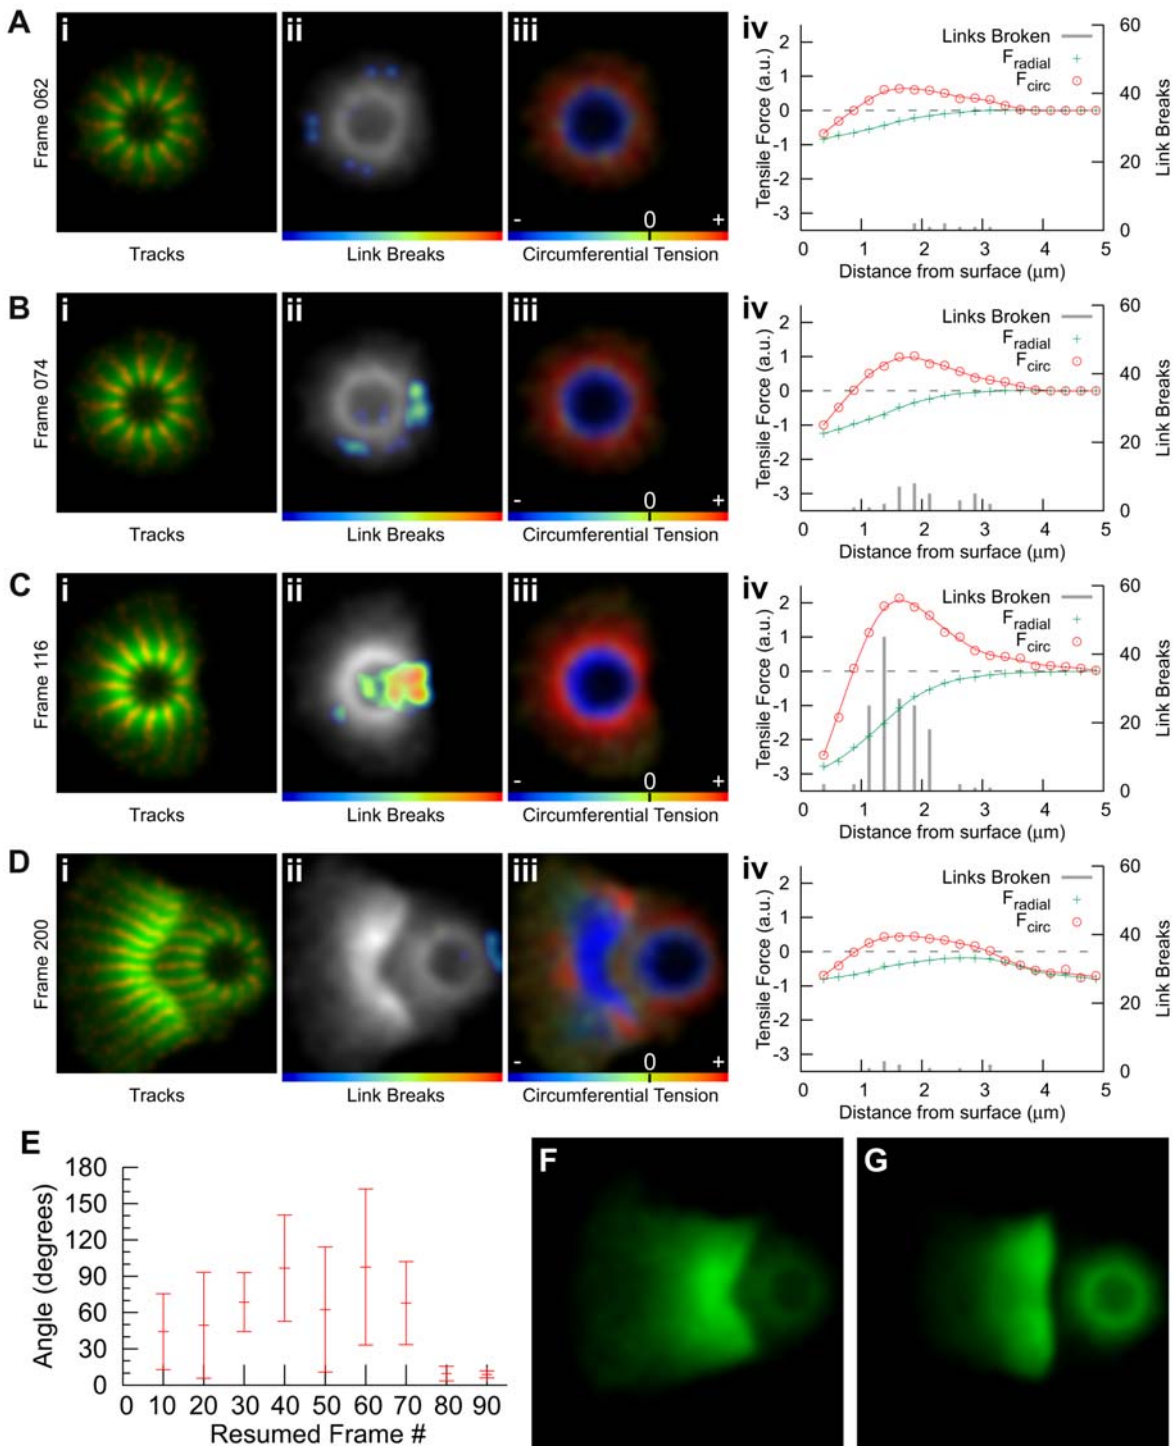 A
i
ii
iii
iv
Frame 062
Tracks
Link Breaks
- 0 +
Circumferential Tension
Links Broken
F radial
F circ
Tensile Force (a.u.)
2
1
0
-1
-2
-3
60
40
20
0
Link Breaks
0 1 2 3 4 5
Distance from surface (μm)
B
i
ii
iii
iv
Frame 074
Tracks
Link Breaks
- 0 +
Circumferential Tension
Links Broken
F radial
F circ
Tensile Force (a.u.)
2
1
0
-1
-2
-3
60
40
20
0
Link Breaks
0 1 2 3 4 5
Distance from surface (μm)
C
i
ii
iii
iv
Frame 116
Tracks
Link Breaks
- 0 +
Circumferential Tension
Links Broken
F radial
F circ
Tensile Force (a.u.)
2
1
0
-1
-2
-3
60
40
20
0
Link Breaks
0 1 2 3 4 5
Distance from surface (μm)
D
i
ii
iii
iv
Frame 200
Tracks
Link Breaks
- 0 +
Circumferential Tension
Links Broken
F radial
F circ
Tensile Force (a.u.)
2
1
0
-1
-2
-3
60
40
20
0
Link Breaks
0 1 2 3 4 5
Distance from surface (μm)
E
Angle (degrees)
180
150
120
90
60
30
0
0 10 20 30 40 50 60 70 80 90
Resumed Frame #
F
G